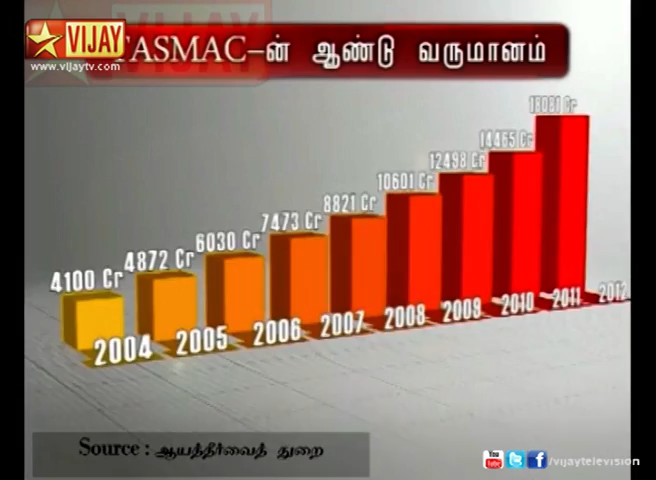 VIJAY
www.vijaytv.com
TASMAC-ன் ஆண்டு வருமானம்
4100 Cr
4872 Cr
6030 Cr
7473 Cr
8821 Cr
10601 Cr
12498 Cr
14465 Cr
18081 Cr
2004
2005
2006
2007
2008
2009
2010
2011
2012
Source : ஆயத்தீர்வைத் துறை
You
Tube
/vijaytelevision